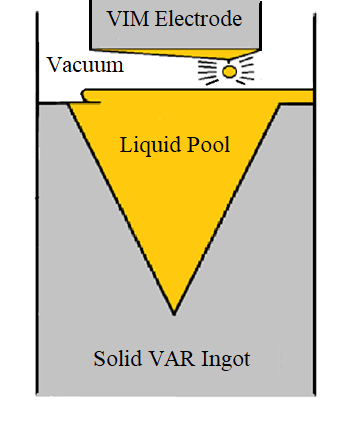 VIM Electrode
Vacuum
Liquid Pool
Solid VAR Ingot